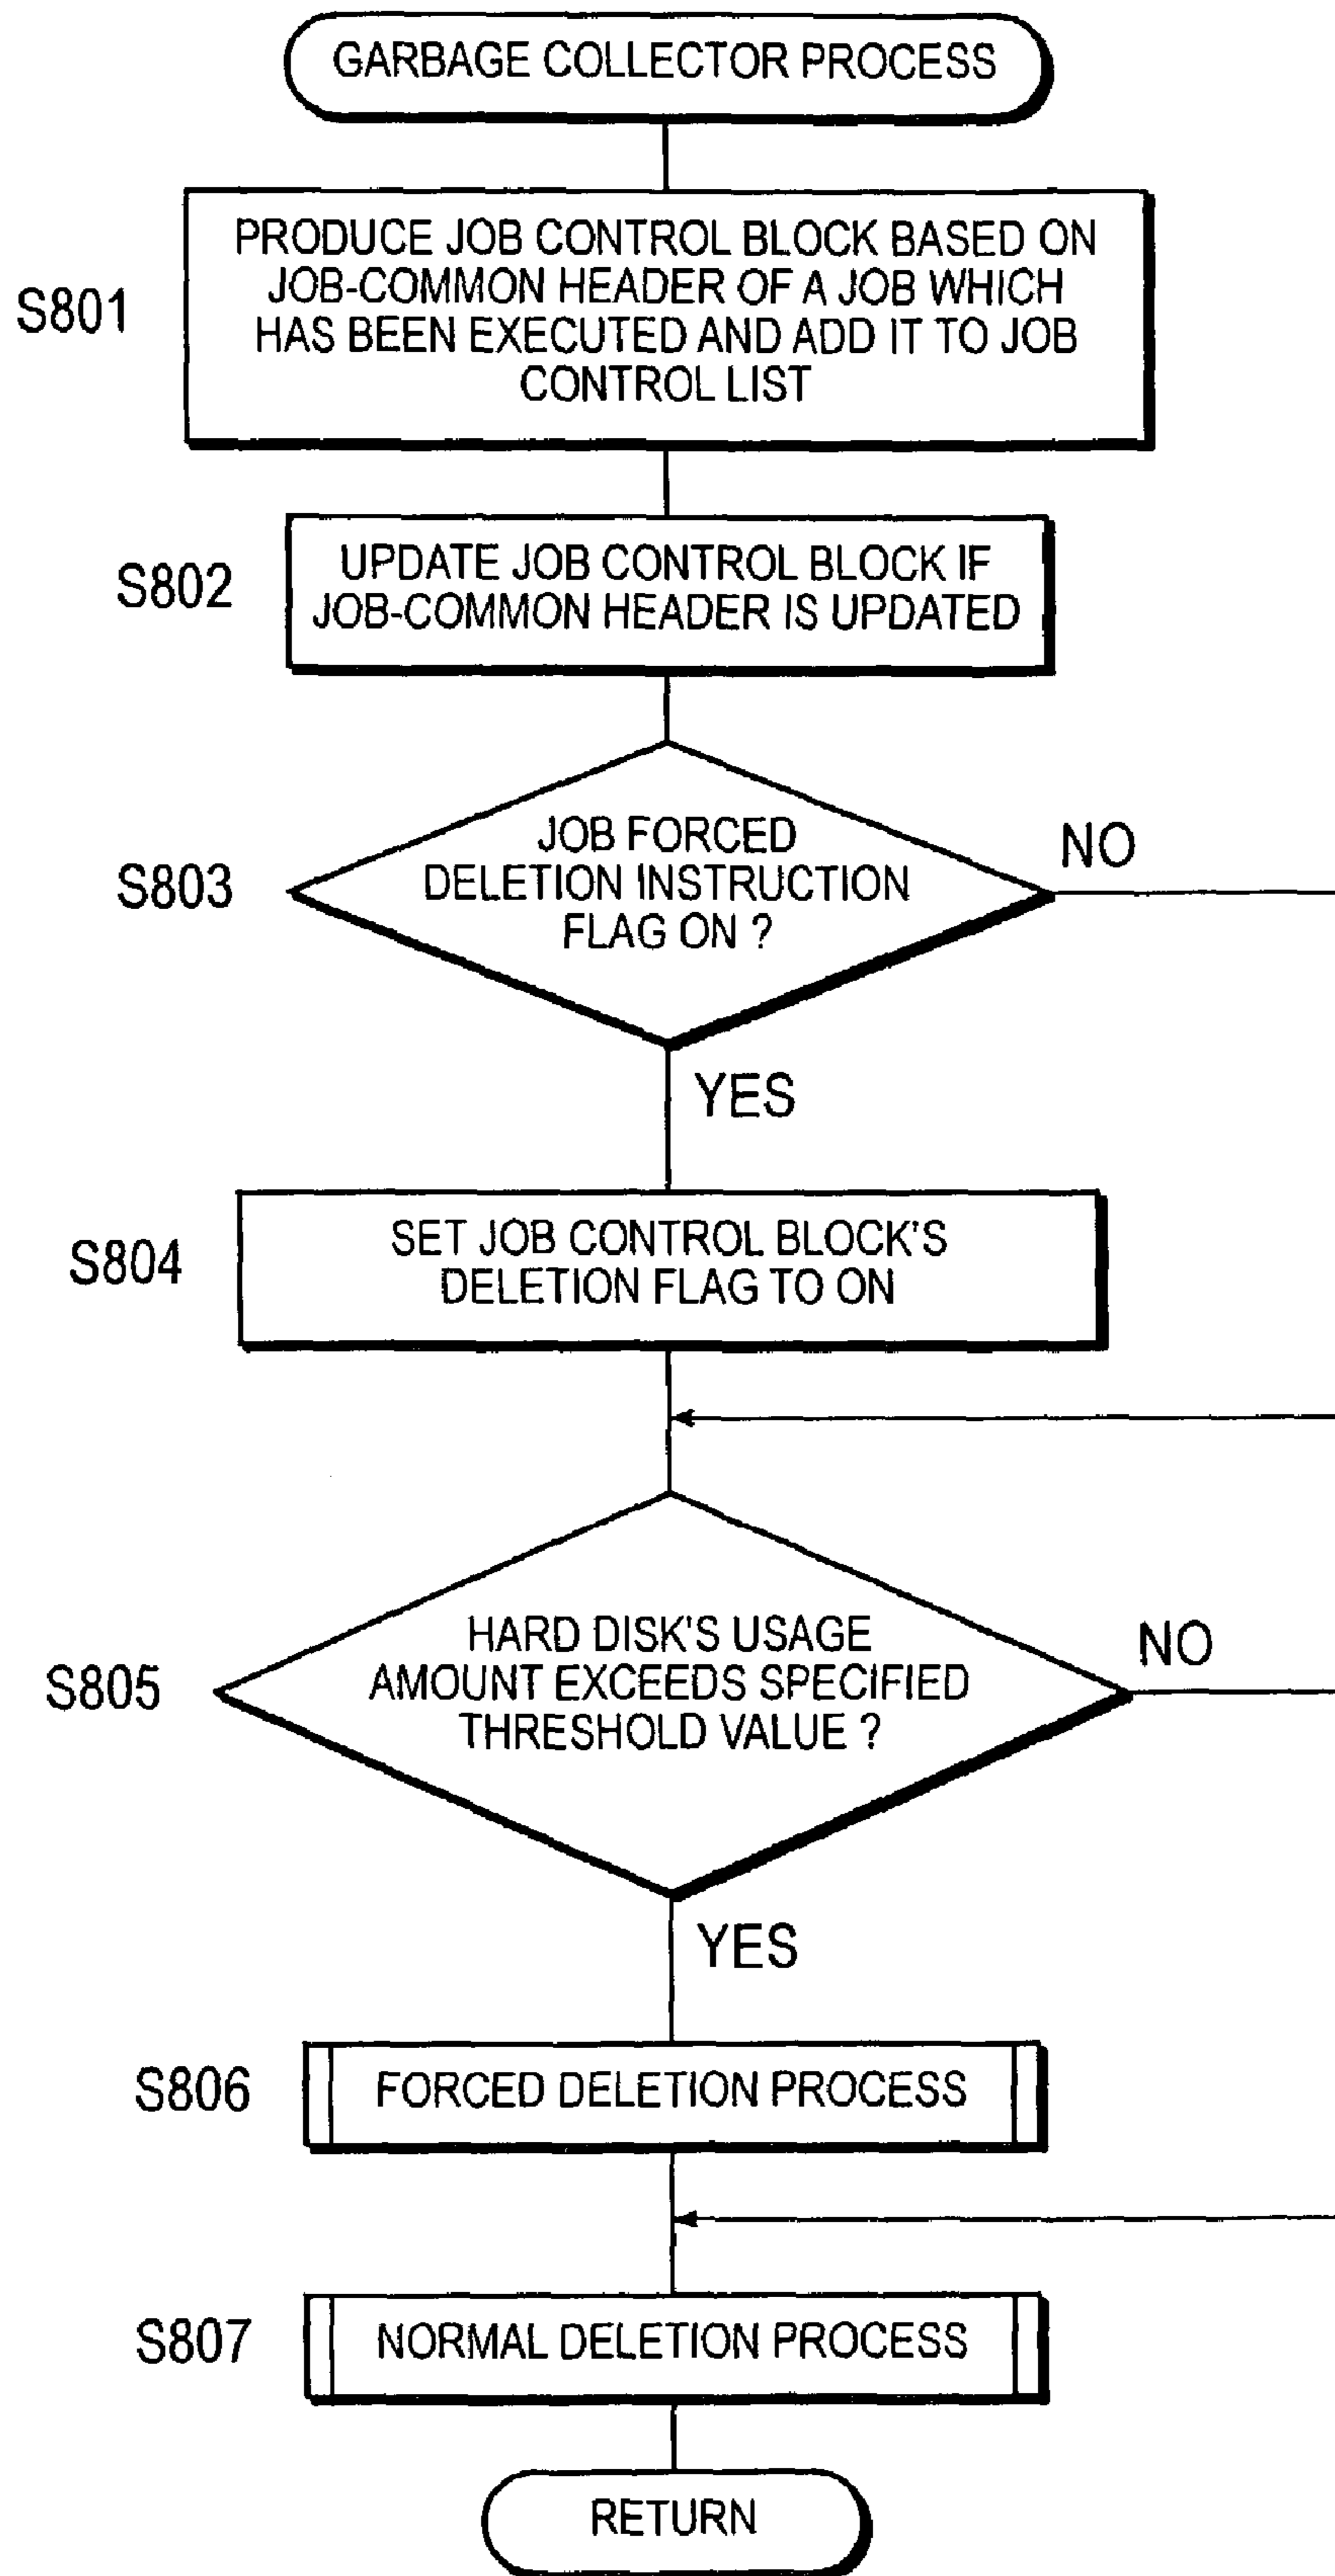 GARBAGE COLLECTOR PROCESS
S801
PRODUCE JOB CONTROL BLOCK BASED ON
JOB-COMMON HEADER OF A JOB WHICH
HAS BEEN EXECUTED AND ADD IT TO JOB
CONTROL LIST
S802
UPDATE JOB CONTROL BLOCK IF
JOB-COMMON HEADER IS UPDATED
S803
JOB FORCED
DELETION INSTRUCTION
FLAG ON ?
NO
YES
S804
SET JOB CONTROL BLOCK'S
DELETION FLAG TO ON
S805
HARD DISK'S USAGE
AMOUNT EXCEEDS SPECIFIED
THRESHOLD VALUE ?
NO
YES
S806
FORCED DELETION PROCESS
S807
NORMAL DELETION PROCESS
RETURN